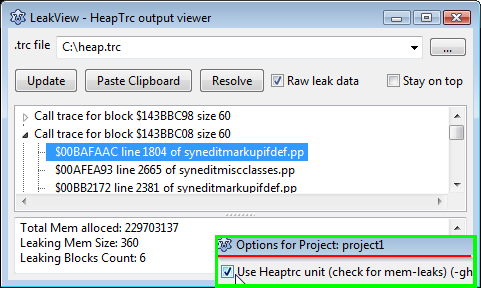 LeakView - HeapTrc output viewer
.trc file C:\heap.trc ...
Update Paste Clipboard Resolve Raw leak data Stay on top
Call trace for block $143BBC98 size 60
Call trace for block $143BBC08 size 60
$00BAFAAC line 1804 of syneditmarkupifdef.pp
$00AFEA93 line 2665 of syneditmiscclasses.pp
$00BB2172 line 2381 of syneditmarkupifdef.pp
Total Mem alloced: 229703137
Leaking Mem Size: 360
Leaking Blocks Count: 6
Options for Project: project1
Use Heaptrc unit (check for mem-leaks) (-gh